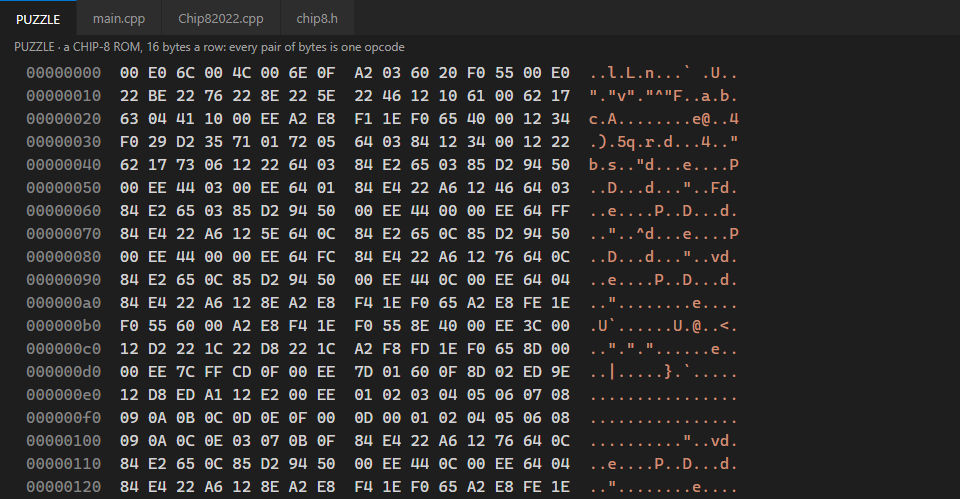 PUZZLE main.cpp Chip82022.cpp chip8.h
PUZZLE · a CHIP-8 ROM, 16 bytes a row: every pair of bytes is one opcode
00000000 00 E0 6C 00 4C 00 6E 0F A2 03 60 20 F0 55 00 E0 ..l.L.n...` .U..
00000010 22 BE 22 76 22 8E 22 5E 22 46 12 10 61 00 62 17 "."v"."^"F..a.b.
00000020 63 04 41 10 00 EE A2 E8 F1 1E F0 65 40 00 12 34 c.A........e@..4
00000030 F0 29 D2 35 71 01 72 05 64 03 84 12 34 00 12 22 .).5q.r.d...4.."
00000040 62 17 73 06 12 22 64 03 84 E2 65 03 85 D2 94 50 b.s.."d...e....P
00000050 00 EE 44 03 00 EE 64 01 84 E4 22 A6 12 46 64 03 ..D...d..."..Fd.
00000060 84 E2 65 03 85 D2 94 50 00 EE 44 00 00 EE 64 FF ..e....P..D...d.
00000070 84 E4 22 A6 12 5E 64 0C 84 E2 65 0C 85 D2 94 50 .."..^d...e....P
00000080 00 EE 44 00 00 EE 64 FC 84 E4 22 A6 12 76 64 0C ..D...d..."..vd.
00000090 84 E2 65 0C 85 D2 94 50 00 EE 44 0C 00 EE 64 04 ..e....P..D...d.
000000a0 84 E4 22 A6 12 8E A2 E8 F4 1E F0 65 A2 E8 FE 1E .."........e....
000000b0 F0 55 60 00 A2 E8 F4 1E F0 55 8E 40 00 EE 3C 00 .U`......U.@..<.
000000c0 12 D2 22 1C 22 D8 22 1C A2 F8 FD 1E F0 65 8D 00 ..".".".......e..
000000d0 00 EE 7C FF CD 0F 00 EE 7D 01 60 0F 8D 02 ED 9E ..|.....}.`.....
000000e0 12 D8 ED A1 12 E2 00 EE 01 02 03 04 05 06 07 08 ................
000000f0 09 0A 0B 0C 0D 0E 0F 00 0D 00 01 02 04 05 06 08 ................
00000100 09 0A 0C 0E 03 07 0B 0F 84 E4 22 A6 12 76 64 0C .........."..vd.
00000110 84 E2 65 0C 85 D2 94 50 00 EE 44 0C 00 EE 64 04 ..e....P..D...d.
00000120 84 E4 22 A6 12 8E A2 E8 F4 1E F0 65 A2 E8 FE 1E .."........e....